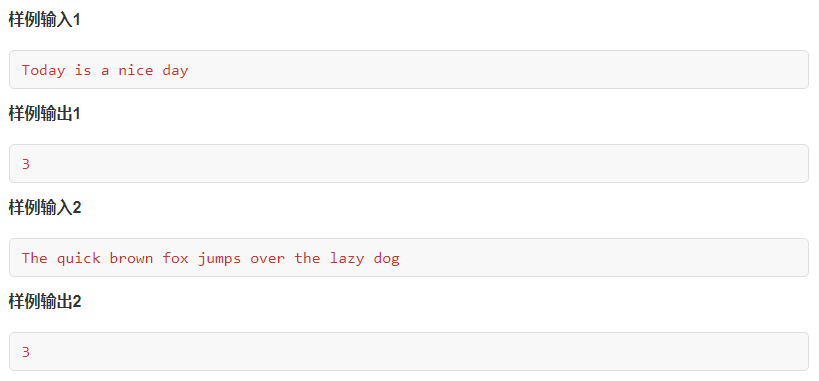 样例输入1
Today is a nice day
样例输出1
3
样例输入2
The quick brown fox jumps over the lazy dog
样例输出2
3